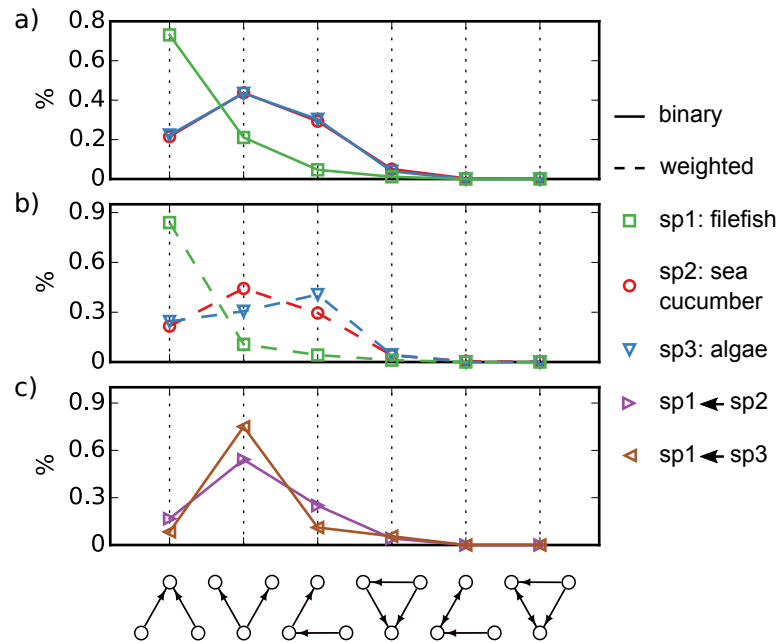 a)
0.8
0.6
0.4
0.2
0
%
binary
weighted
b)
0.9
0.6
0.3
0
%
sp1: filefish
sp2: sea
cucumber
sp3: algae
c)
0.9
0.6
0.3
0
%
sp1 sp2
sp1 sp3